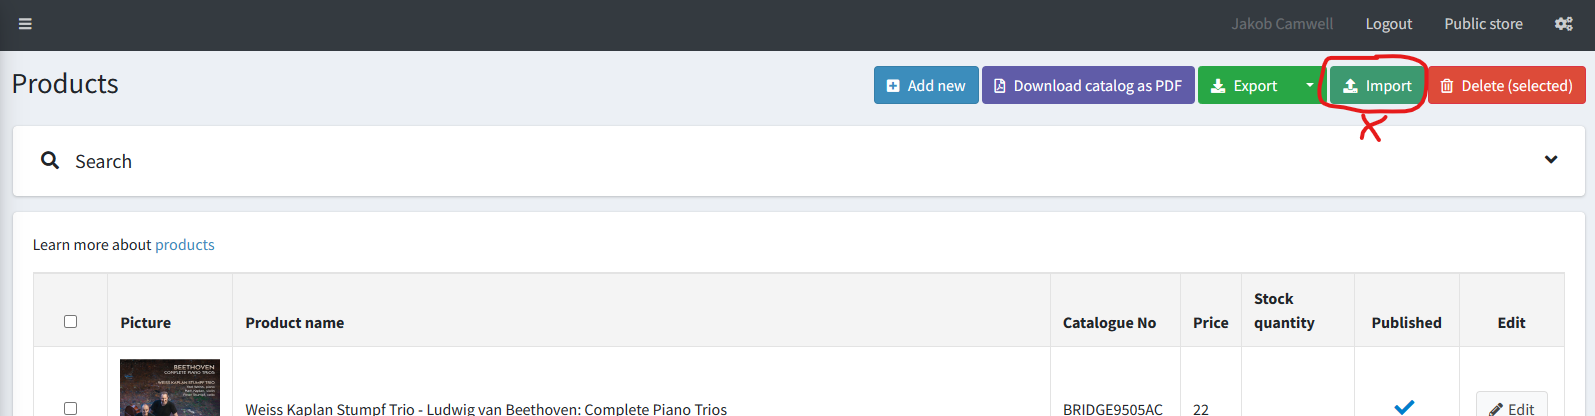 Jakob Camwell Logout Public store
Products Add new Download catalog as PDF Export Import Delete (selected)
X
Search
Learn more about products
Picture Product name Catalogue No Price Stock quantity Published Edit
BEETHOVEN
COMPLETE PIANO TRIOS
WEISS KAPLAN STUMPF TRIO
Weiss Kaplan Stumpf Trio - Ludwig van Beethoven: Complete Piano Trios BRIDGE9505AC 22 Edit